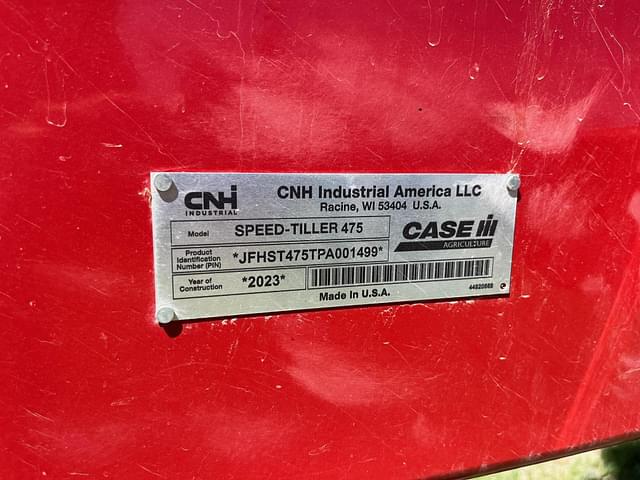 CNH
INDUSTRIAL
CNH Industrial America LLC
Racine, WI 53404 U.S.A.
Model
SPEED-TILLER 475
CASE IH
AGRICULTURE
Product
Identification
Number (PIN)
*JFHST475TPA001499*
Year of
Construction
*2023*
Made in U.S.A.